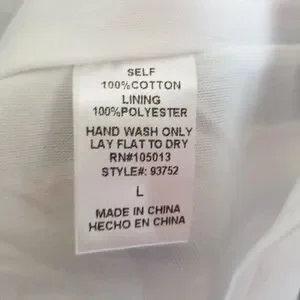 SELF
100%COTTON
LINING
100%POLYESTER
HAND WASH ONLY
LAY FLAT TO DRY
RN#105013
STYLE#: 93752
L
MADE IN CHINA
HECHO EN CHINA